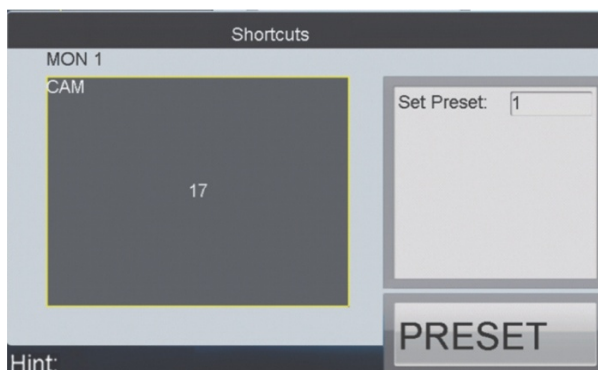 Shortcuts
MON 1
CAM
17
Set Preset: 1
PRESET
Hint: